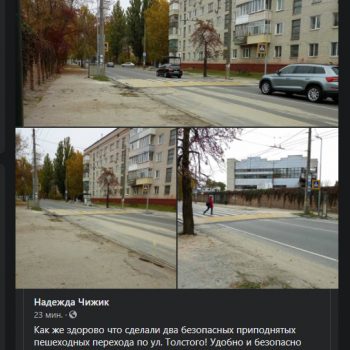 Надежда Чижик
23 мин. ·
Как же здорово что сделали два безопасных приподнятых
пешеходных перехода по ул. Толстого! Удобно и безопасно